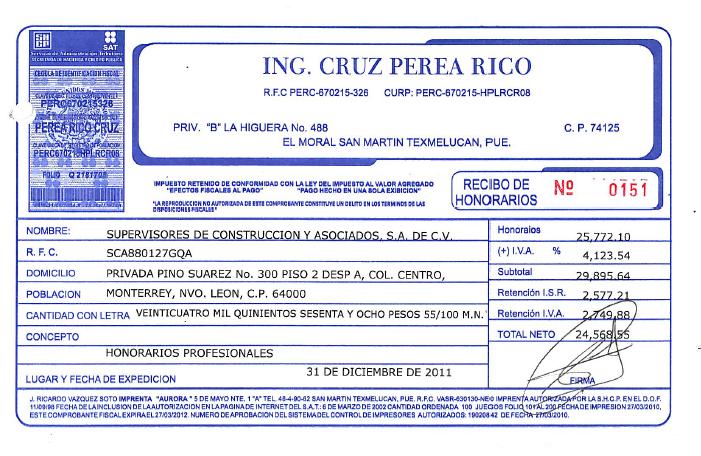 SHCP
SAT
Servicio de Administración Tributaria
SECRETARIA DE HACIENDA Y CREDITO PUBLICO
CEDULA DE IDENTIFICACION FISCAL
PERC670215326
PEREA RICO CRUZ
PERC670215HPLRCR08
FOLIO Q 2181708
ING. CRUZ PEREA RICO
R.F.C PERC-670215-326 CURP: PERC-670215-HPLRCR08
PRIV. "B" LA HIGUERA No. 488 C. P. 74125
EL MORAL SAN MARTIN TEXMELUCAN, PUE.
IMPUESTO RETENIDO DE CONFORMIDAD CON LA LEY DEL IMPUESTO AL VALOR AGREGADO
"EFECTOS FISCALES AL PAGO" "PAGO HECHO EN UNA SOLA EXIBICION"
"LA REPRODUCCION NO AUTORIZADA DE ESTE COMPROBANTE CONSTITUYE UN DELITO EN LOS TERMINOS DE LAS
DISPOSICIONES FISCALES"
RECIBO DE
HONORARIOS
Nº 0151
NOMBRE: SUPERVISORES DE CONSTRUCCION Y ASOCIADOS, S.A. DE C.V.
R. F. C. SCA880127GQA
DOMICILIO PRIVADA PINO SUAREZ No. 300 PISO 2 DESP A, COL. CENTRO,
POBLACION MONTERREY, NVO. LEON, C.P. 64000
CANTIDAD CON LETRA VEINTICUATRO MIL QUINIENTOS SESENTA Y OCHO PESOS 55/100 M.N.
CONCEPTO
HONORARIOS PROFESIONALES
LUGAR Y FECHA DE EXPEDICION 31 DE DICIEMBRE DE 2011
Honoraios 25,772.10
(+) I.V.A. % 4,123.54
Subtotal 29,895.64
Retención I.S.R. 2,577.21
Retención I.V.A. 2,749.88
TOTAL NETO 24,568.55
FIRMA
J. RICARDO VAZQUEZ SOTO IMPRENTA "AURORA" 5 DE MAYO NTE. 1 "A" TEL. 48-4-90-62 SAN MARTIN TEXMELUCAN, PUE. R.F.C. VASR-630130-NE0 IMPRENTA AUTORIZADA POR LA S.H.C.P. EN EL D.O.F.
11/09/98 FECHA DE LA INCLUSION DE LA AUTORIZACION EN LA PAGINA DE INTERNET DEL S.A.T.: 6 DE MARZO DE 2002 CANTIDAD ORDENADA 100 JUEGOS FOLIO 101 AL 200 FECHA DE IMPRESION 27/03/2010,
ESTE COMPROBANTE FISCAL EXPIRA EL 27/03/2012. NUMERO DE APROBACION DEL SISTEMA DEL CONTROL DE IMPRESORES AUTORIZADOS: 19020842 DE FECHA 27/03/2010.